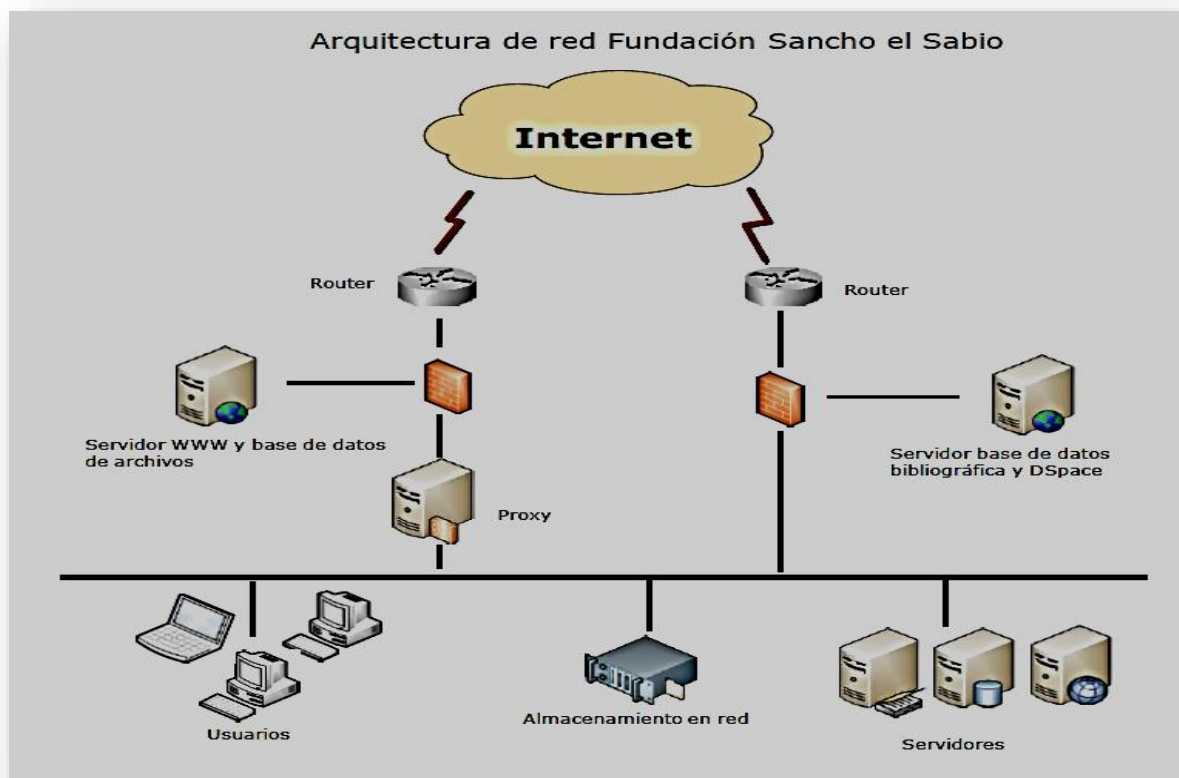 Arquitectura de red Fundación Sancho el Sabio
Internet
Router
Router
Servidor WWW y base de datos
de archivos
Servidor base de datos
bibliográfica y DSpace
Proxy
Usuarios
Almacenamiento en red
Servidores